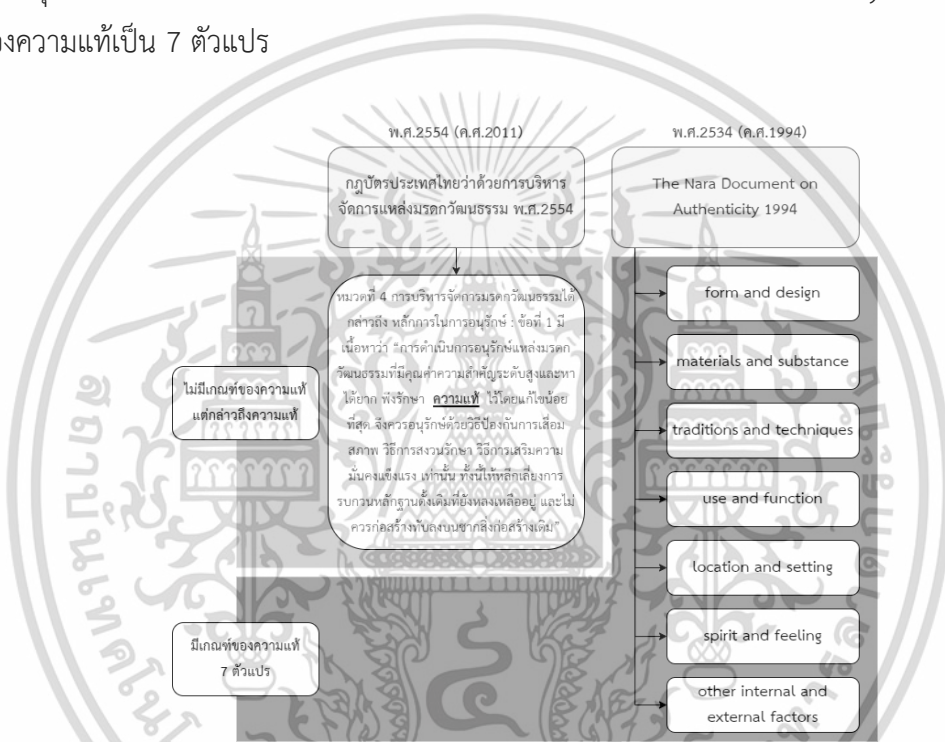 องความแท้เป็น 7 ตัวแปร
พ.ศ.2554 (ค.ศ.2011)
กฎบัตรประเทศไทยว่าด้วยการบริหาร
จัดการแหล่งมรดกวัฒนธรรม พ.ศ.2554
หมวดที่ 4 การบริหารจัดการมรดกวัฒนธรรมได้
กล่าวถึง หลักการในการอนุรักษ์ : ข้อที่ 1 มี
เนื้อหาว่า “การดำเนินการอนุรักษ์แหล่งมรดก
วัฒนธรรมที่มีคุณค่าความสำคัญระดับสูงและหา
ได้ยาก พึงรักษา ความแท้ ไว้โดยแก้ไขน้อย
ที่สุด จึงควรอนุรักษ์ด้วยวิธีป้องกันการเสื่อม
สภาพ วิธีการสงวนรักษา วิธีการเสริมความ
มั่นคงแข็งแรง เท่านั้น ทั้งนี้ให้หลีกเลี่ยงการ
รบกวนหลักฐานดั้งเดิมที่ยังหลงเหลืออยู่ และไม่
ควรก่อสร้างทับลงบนซากสิ่งก่อสร้างเดิม”
ไม่มีเกณฑ์ของความแท้
แต่กล่าวถึงความแท้
มีเกณฑ์ของความแท้
7 ตัวแปร
พ.ศ.2534 (ค.ศ.1994)
The Nara Document on
Authenticity 1994
form and design
materials and substance
traditions and techniques
use and function
location and setting
spirit and feeling
other internal and
external factors